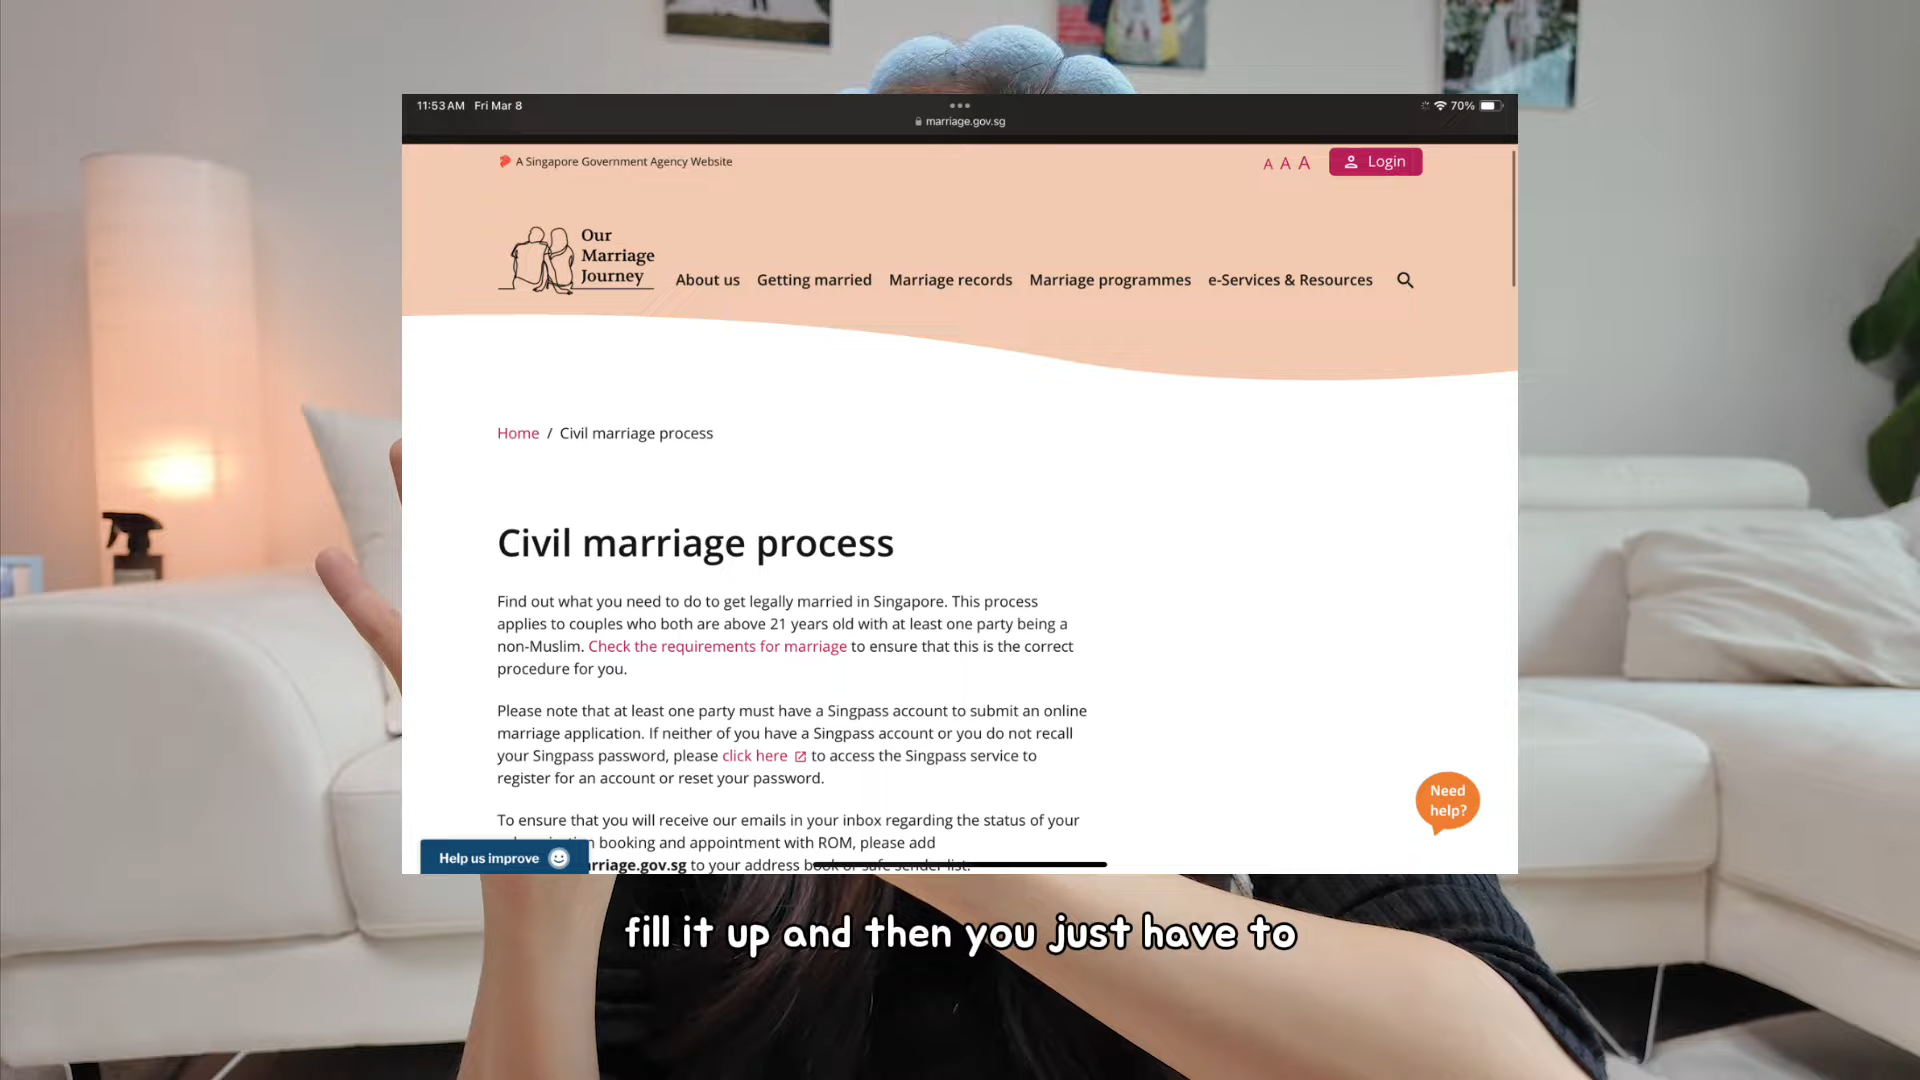 11:53 AM Fri Mar 8
70%
marriage.gov.sg
A Singapore Government Agency Website
A A A
Login
Our
Marriage
Journey
About us
Getting married
Marriage records
Marriage programmes
e-Services & Resources
Home / Civil marriage process
Civil marriage process
Find out what you need to do to get legally married in Singapore. This process
applies to couples who both are above 21 years old with at least one party being a
non-Muslim. Check the requirements for marriage to ensure that this is the correct
procedure for you.
Please note that at least one party must have a Singpass account to submit an online
marriage application. If neither of you have a Singpass account or you do not recall
your Singpass password, please click here to access the Singpass service to
register for an account or reset your password.
To ensure that you will receive our emails in your inbox regarding the status of your
booking and appointment with ROM, please add
rriage.gov.sg to your address book or safe sender list.
Need
help?
Help us improve
fill it up and then you just have to